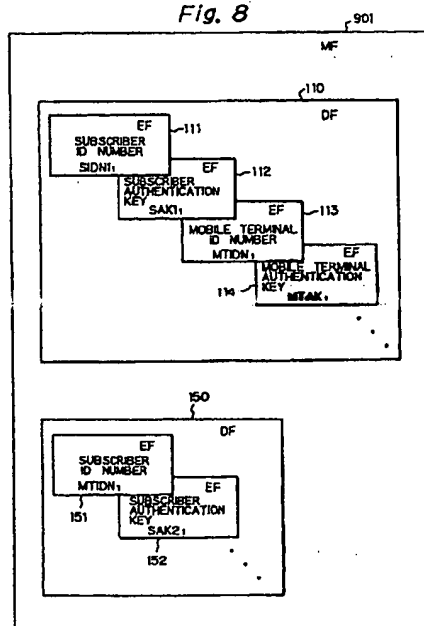 Fig. 8
901
MF
110
DF
EF
111
SUBSCRIBER
ID NUMBER
SIDN1₁
EF
112
SUBSCRIBER
AUTHENTICATION
KEY
SAK1₁
EF
113
MOBILE TERMINAL
ID NUMBER
MTIDN₁
EF
MOBILE TERMINAL
AUTHENTICATION
KEY
114
MTAK₁
150
DF
EF
SUBSCRIBER
ID NUMBER
MTIDN₁
151
EF
SUBSCRIBER
AUTHENTICATION
KEY
SAK2₁
152